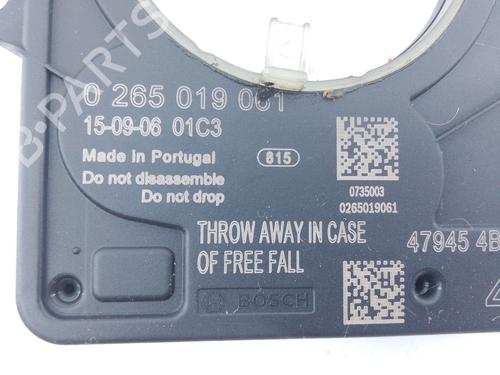 B-PARTS
0 265 019 061
15-09-06 01C3
Made in Portugal
815
Do not disassemble
Do not drop
0735003
0265019061
THROW AWAY IN CASE
OF FREE FALL
47945 4B
BOSCH